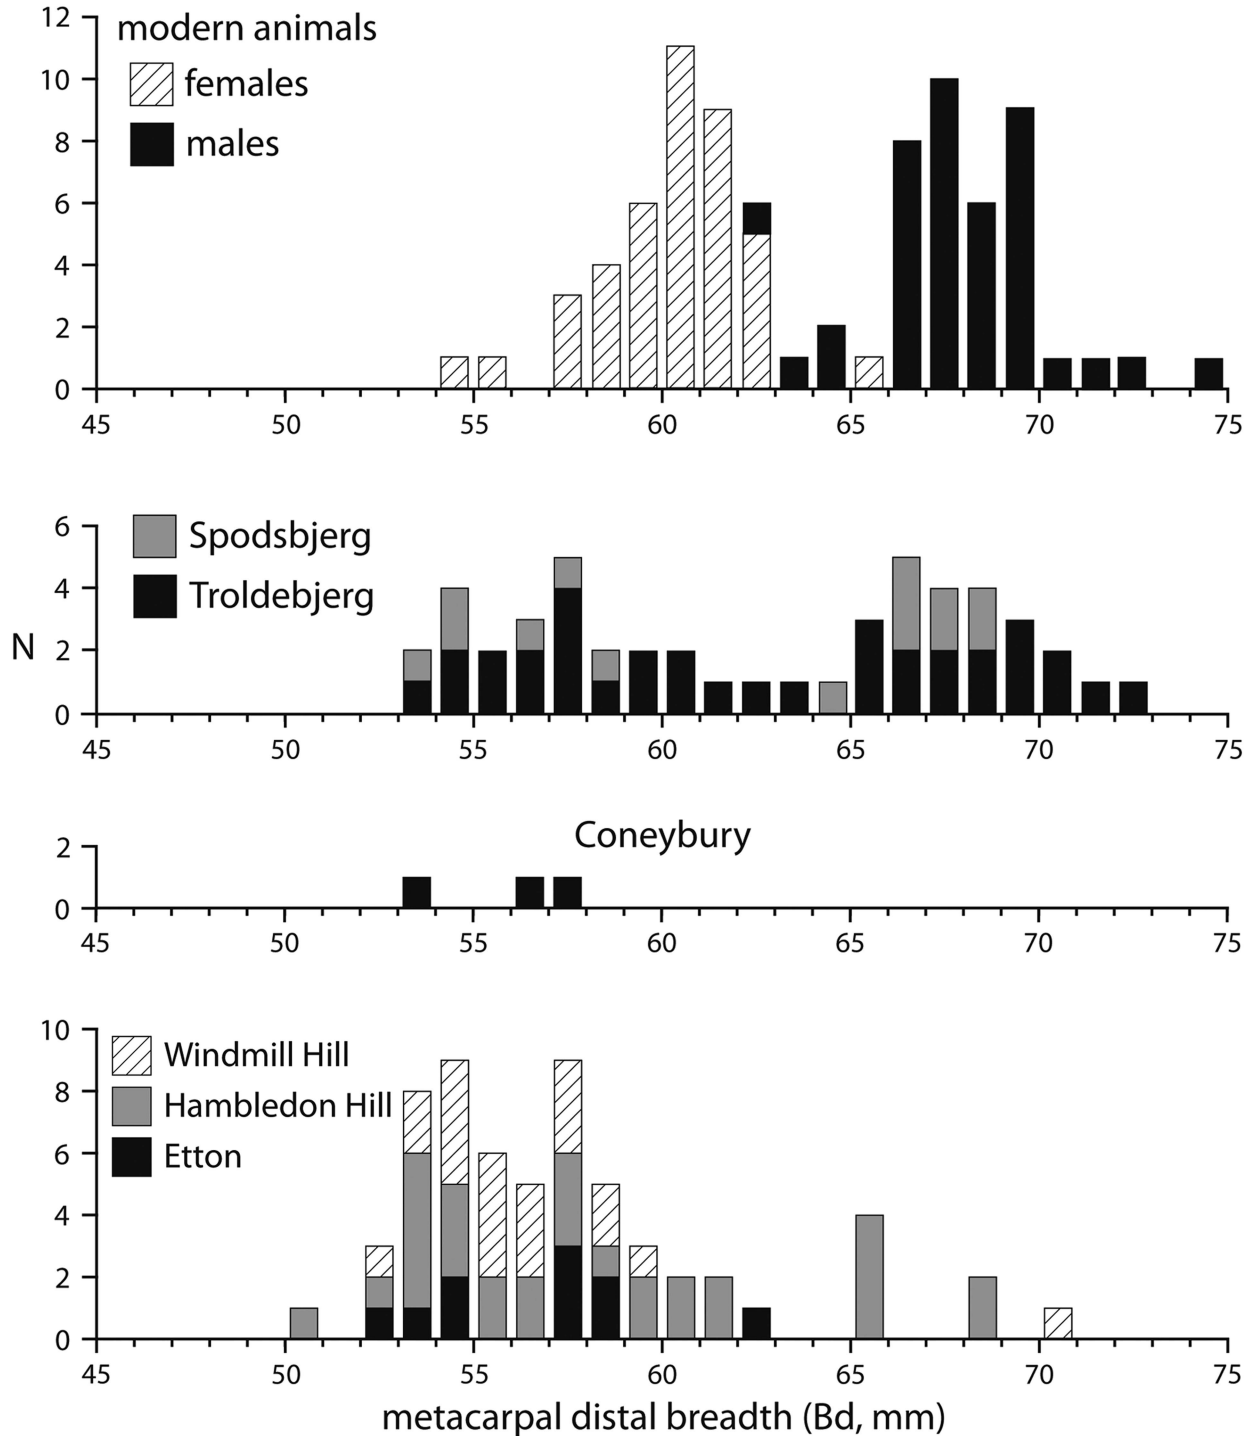 modern animals
females
males
12
10
8
6
4
2
0
45 50 55 60 65 70 75
Spodsbjerg
Troldebjerg
N
6
4
2
0
45 50 55 60 65 70 75
Coneybury
2
0
45 50 55 60 65 70 75
Windmill Hill
Hambledon Hill
Etton
10
8
6
4
2
0
45 50 55 60 65 70 75
metacarpal distal breadth (Bd, mm)